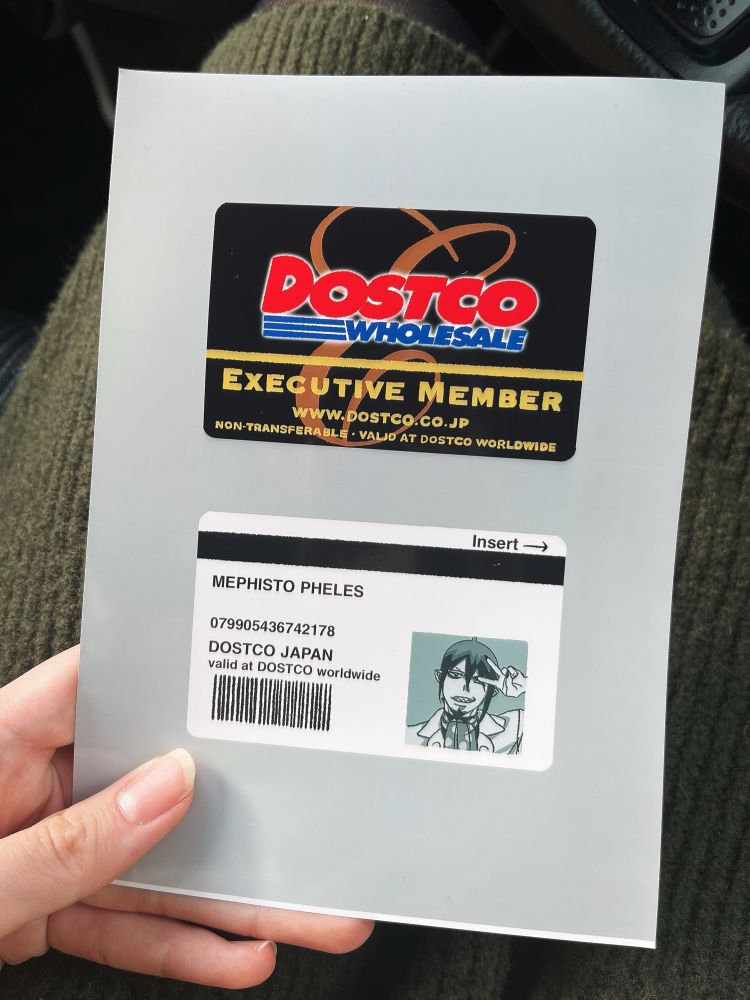 DOSTCO
WHOLESALE
EXECUTIVE MEMBER
WWW.DOSTCO.CO.JP
NON-TRANSFERABLE · VALID AT DOSTCO WORLDWIDE
Insert →
MEPHISTO PHELES
079905436742178
DOSTCO JAPAN
valid at DOSTCO worldwide